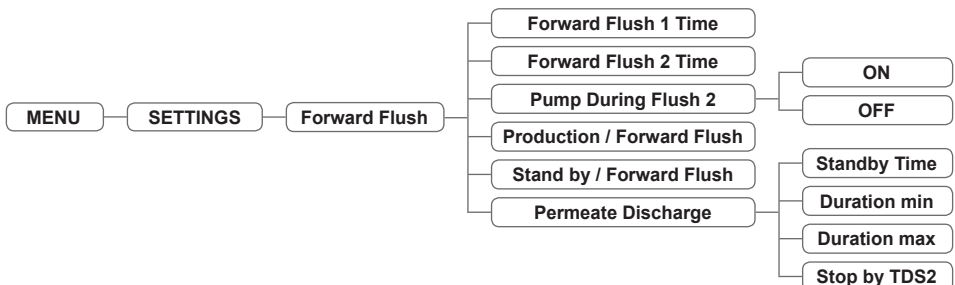 MENU
SETTINGS
Forward Flush
Forward Flush 1 Time
Forward Flush 2 Time
Pump During Flush 2
ON
OFF
Production / Forward Flush
Stand by / Forward Flush
Permeate Discharge
Standby Time
Duration min
Duration max
Stop by TDS2